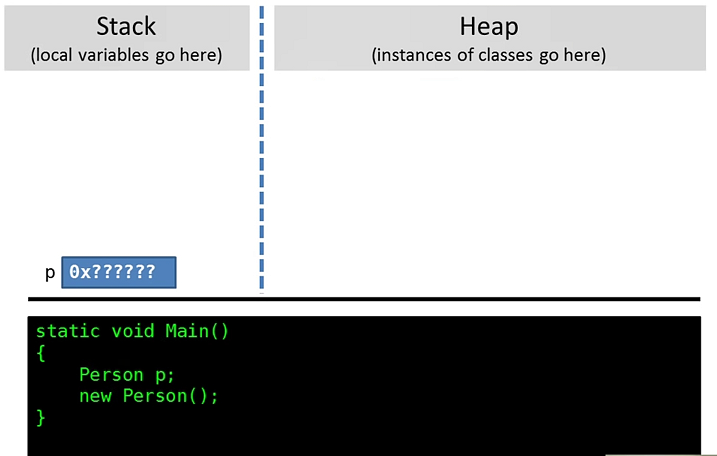 Stack
(local variables go here)
Heap
(instances of classes go here)
p 0x??????
static void Main()
{
    Person p;
    new Person();
}